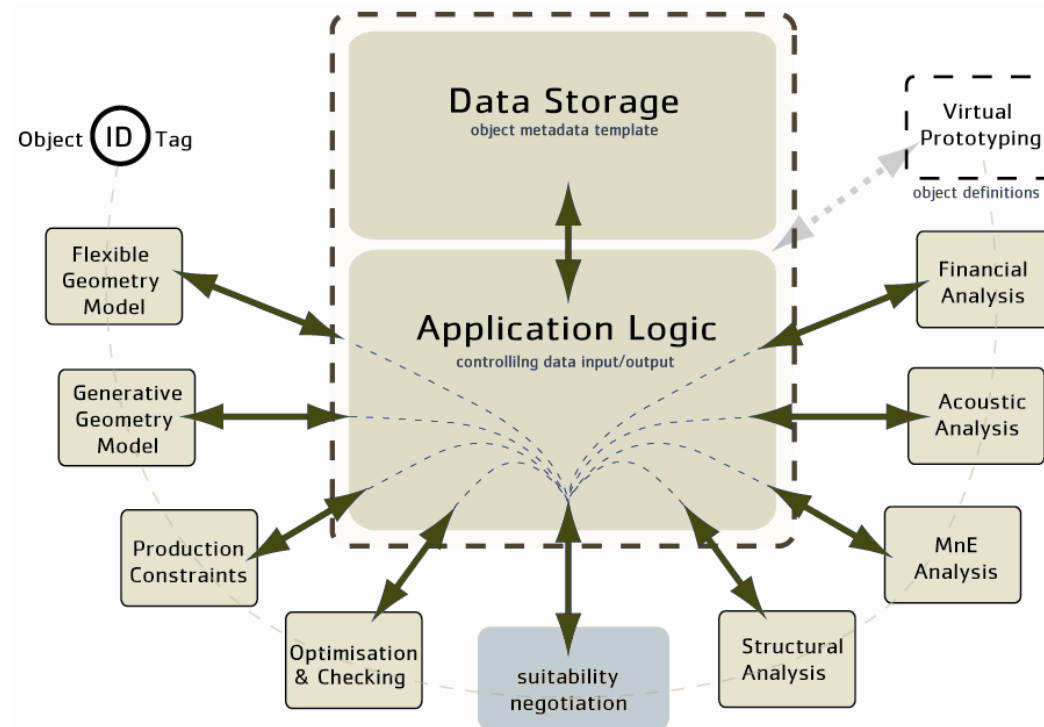 Data Storage
object metadata template
Object ID Tag
Virtual
Prototyping
object definitions
Flexible
Geometry
Model
Application Logic
controllilng data input/output
Financial
Analysis
Generative
Geometry
Model
Acoustic
Analysis
Production
Constraints
MnE
Analysis
Optimisation
& Checking
suitability
negotiation
Structural
Analysis